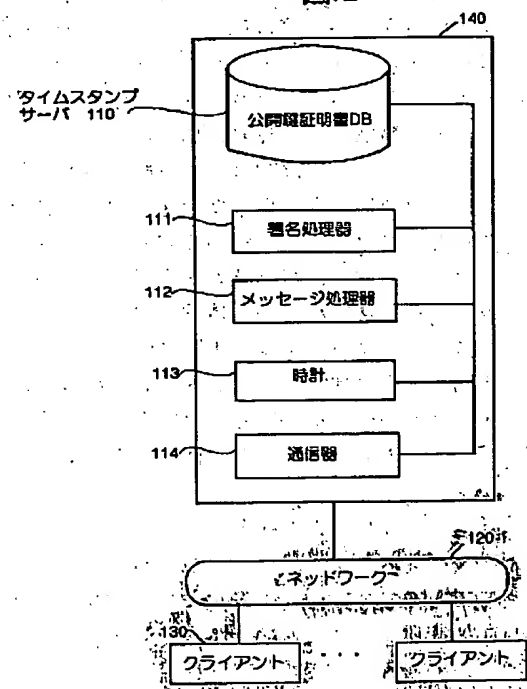 140
タイムスタンプ
サーバ 110
公開鍵証明書DB
111
署名処理器
112
メッセージ処理器
113
時計
114
通信器
120
ネットワーク
130
クライアント
クライアント